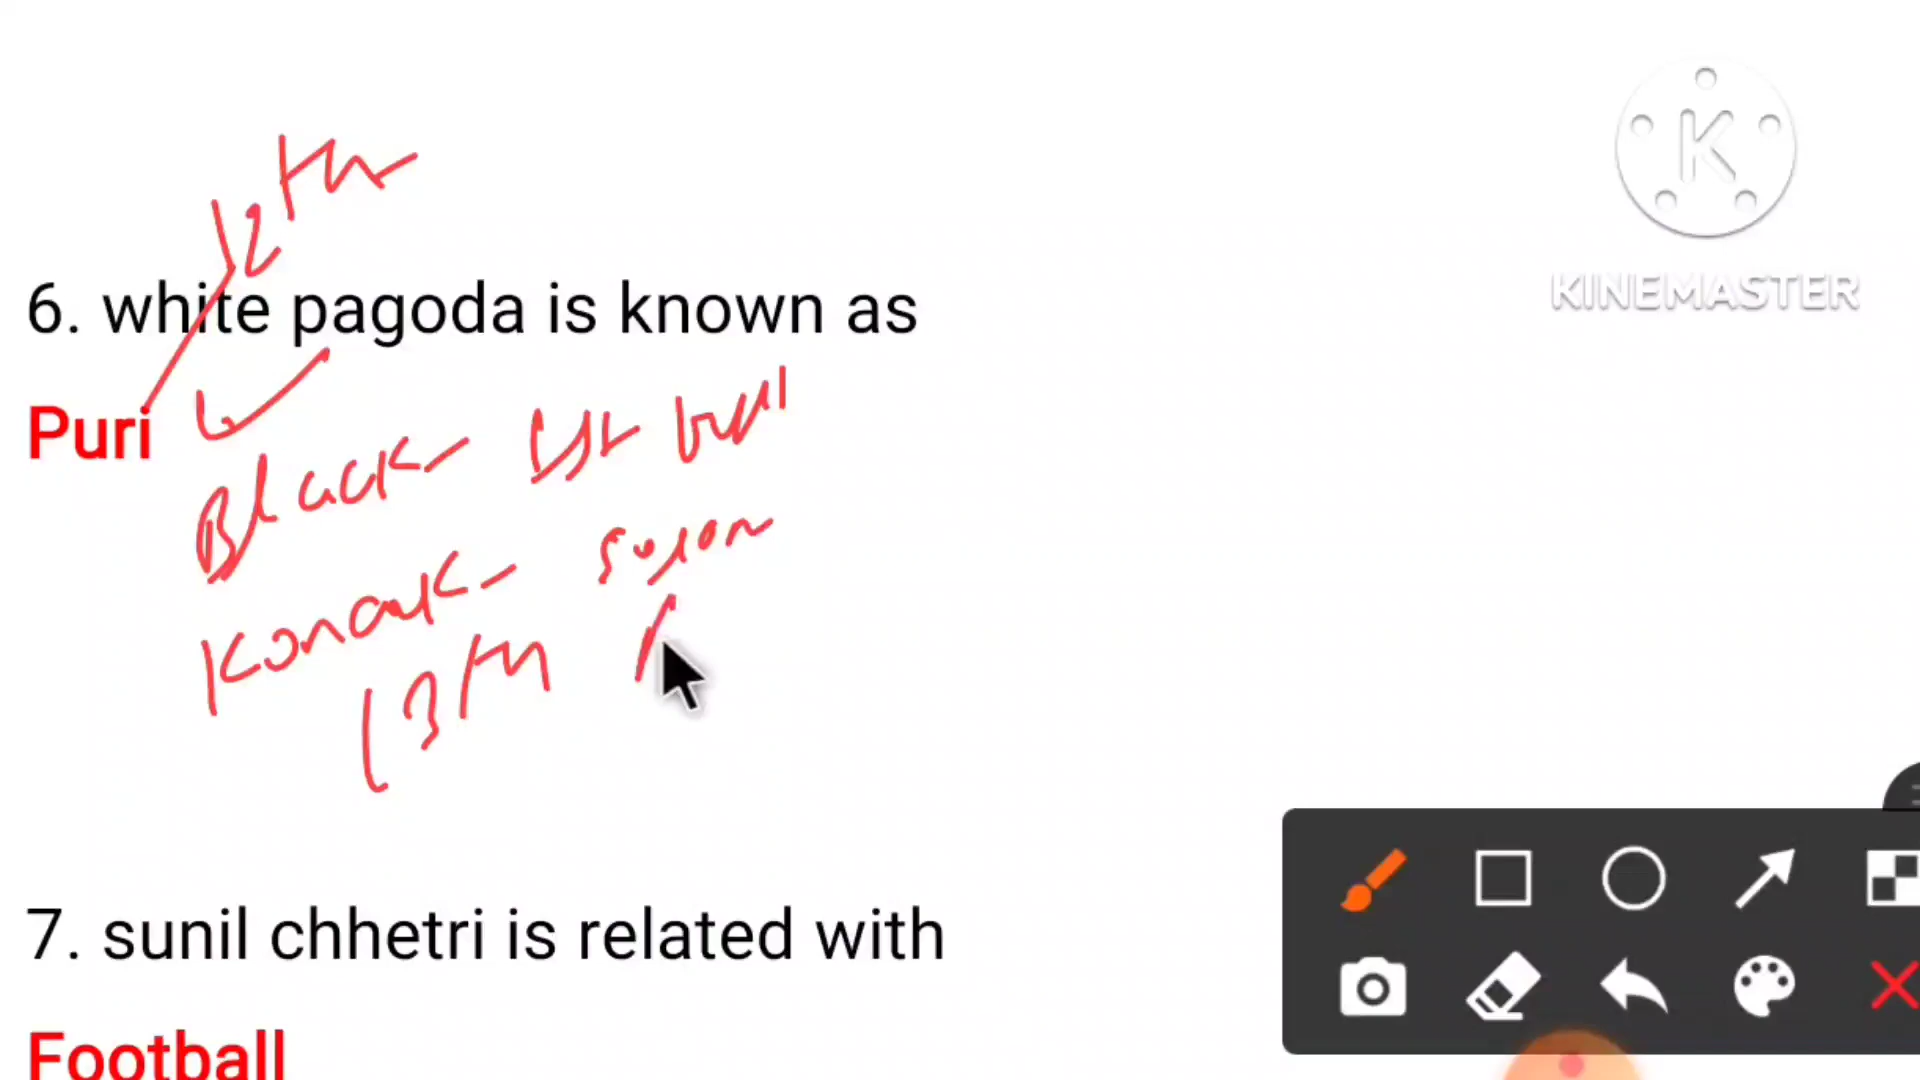 12th
6. white pagoda is known as
Puri
Black-
Konark-
13th
7. sunil chhetri is related with
Football
K
KINEMASTER